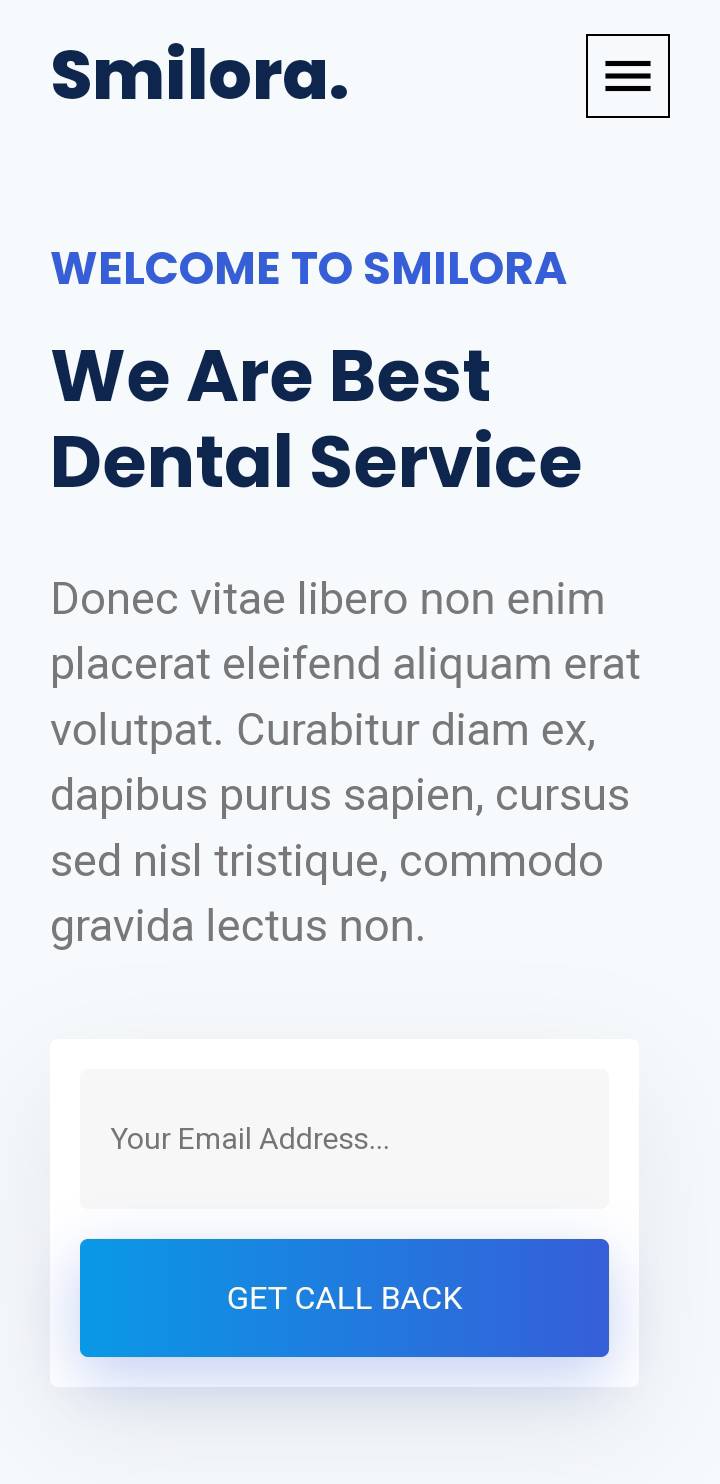 Smilora.
WELCOME TO SMILORA
We Are Best
Dental Service
Donec vitae libero non enim
placerat eleifend aliquam erat
volutpat. Curabitur diam ex,
dapibus purus sapien, cursus
sed nisl tristique, commodo
gravida lectus non.
Your Email Address...
GET CALL BACK